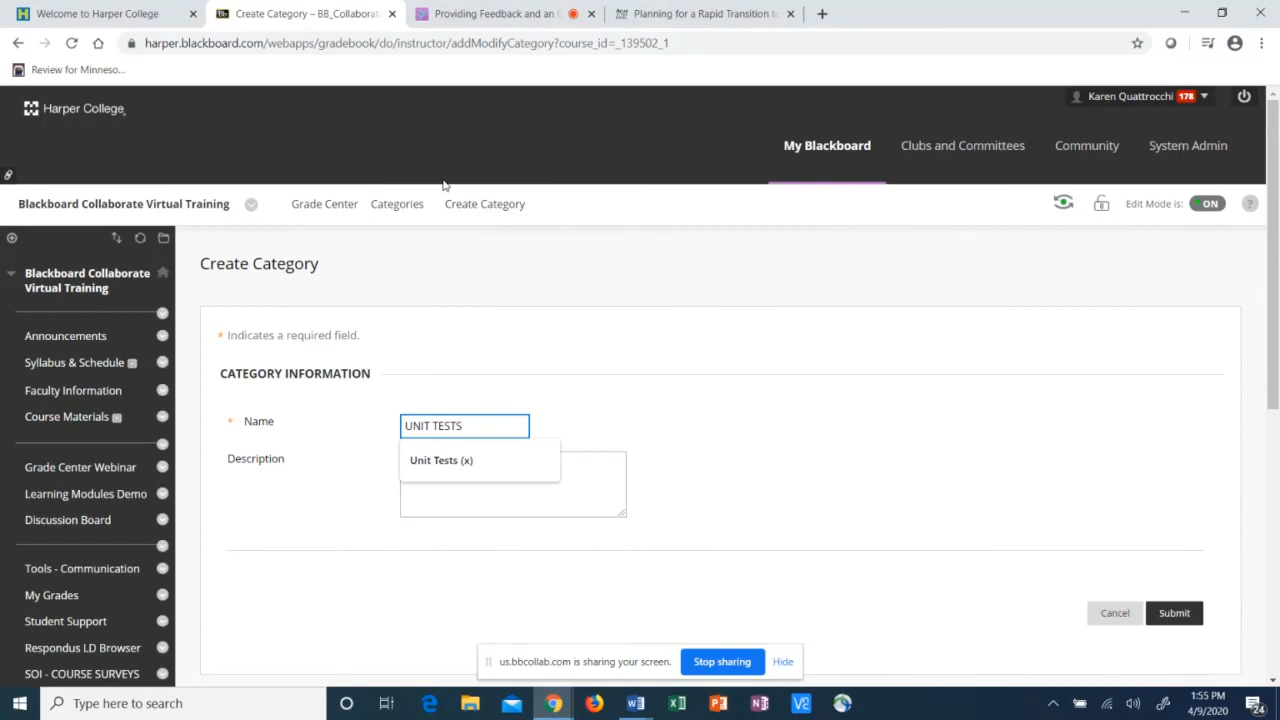 Welcome to Harper College
Create Category – BB_Collaborat
Providing Feedback and an
Planning for a Rapid Transition to
harper.blackboard.com/webapps/gradebook/do/instructor/addModifyCategory?course_id=_139502_1
Review for Minneso...
Harper College
Karen Quattrocchi 178
My Blackboard Clubs and Committees Community System Admin
Blackboard Collaborate Virtual Training Grade Center Categories Create Category Edit Mode is: ON ?
Blackboard Collaborate
Virtual Training
Create Category
* Indicates a required field.
Announcements
Syllabus & Schedule
CATEGORY INFORMATION
Faculty Information
Course Materials
* Name UNIT TESTS
Description
Unit Tests (x)
Grade Center Webinar
Learning Modules Demo
Discussion Board
Tools - Communication
My Grades
Student Support
Cancel Submit
Respondus LD Browser
us.bbcollab.com is sharing your screen. Stop sharing Hide
SOI - COURSE SURVEYS
Type here to search
1:55 PM
4/9/2020
24